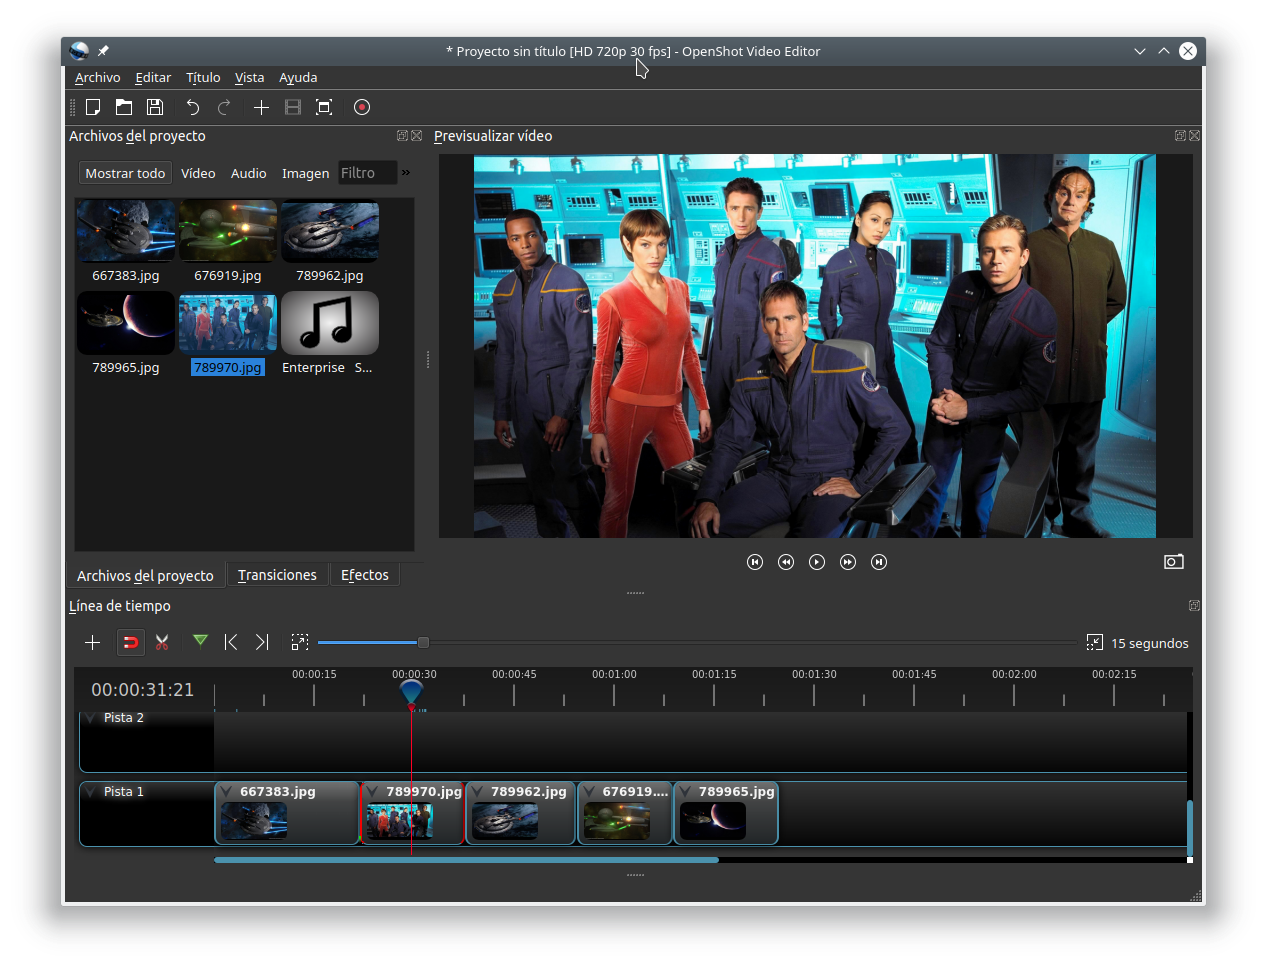 * Proyecto sin título [HD 720p 30 fps] - OpenShot Video Editor
Archivo Editar Título Vista Ayuda
Archivos del proyecto
Previsualizar vídeo
Mostrar todo Vídeo Audio Imagen Filtro »
667383.jpg 676919.jpg 789962.jpg
789965.jpg 789970.jpg Enterprise S...
Archivos del proyecto Transiciones Efectos
Línea de tiempo
15 segundos
00:00:31:21
00:00:15 00:00:30 00:00:45 00:01:00 00:01:15 00:01:30 00:01:45 00:02:00 00:02:15
Pista 2
Pista 1
667383.jpg 789970.jpg 789962.jpg 676919.... 789965.jpg